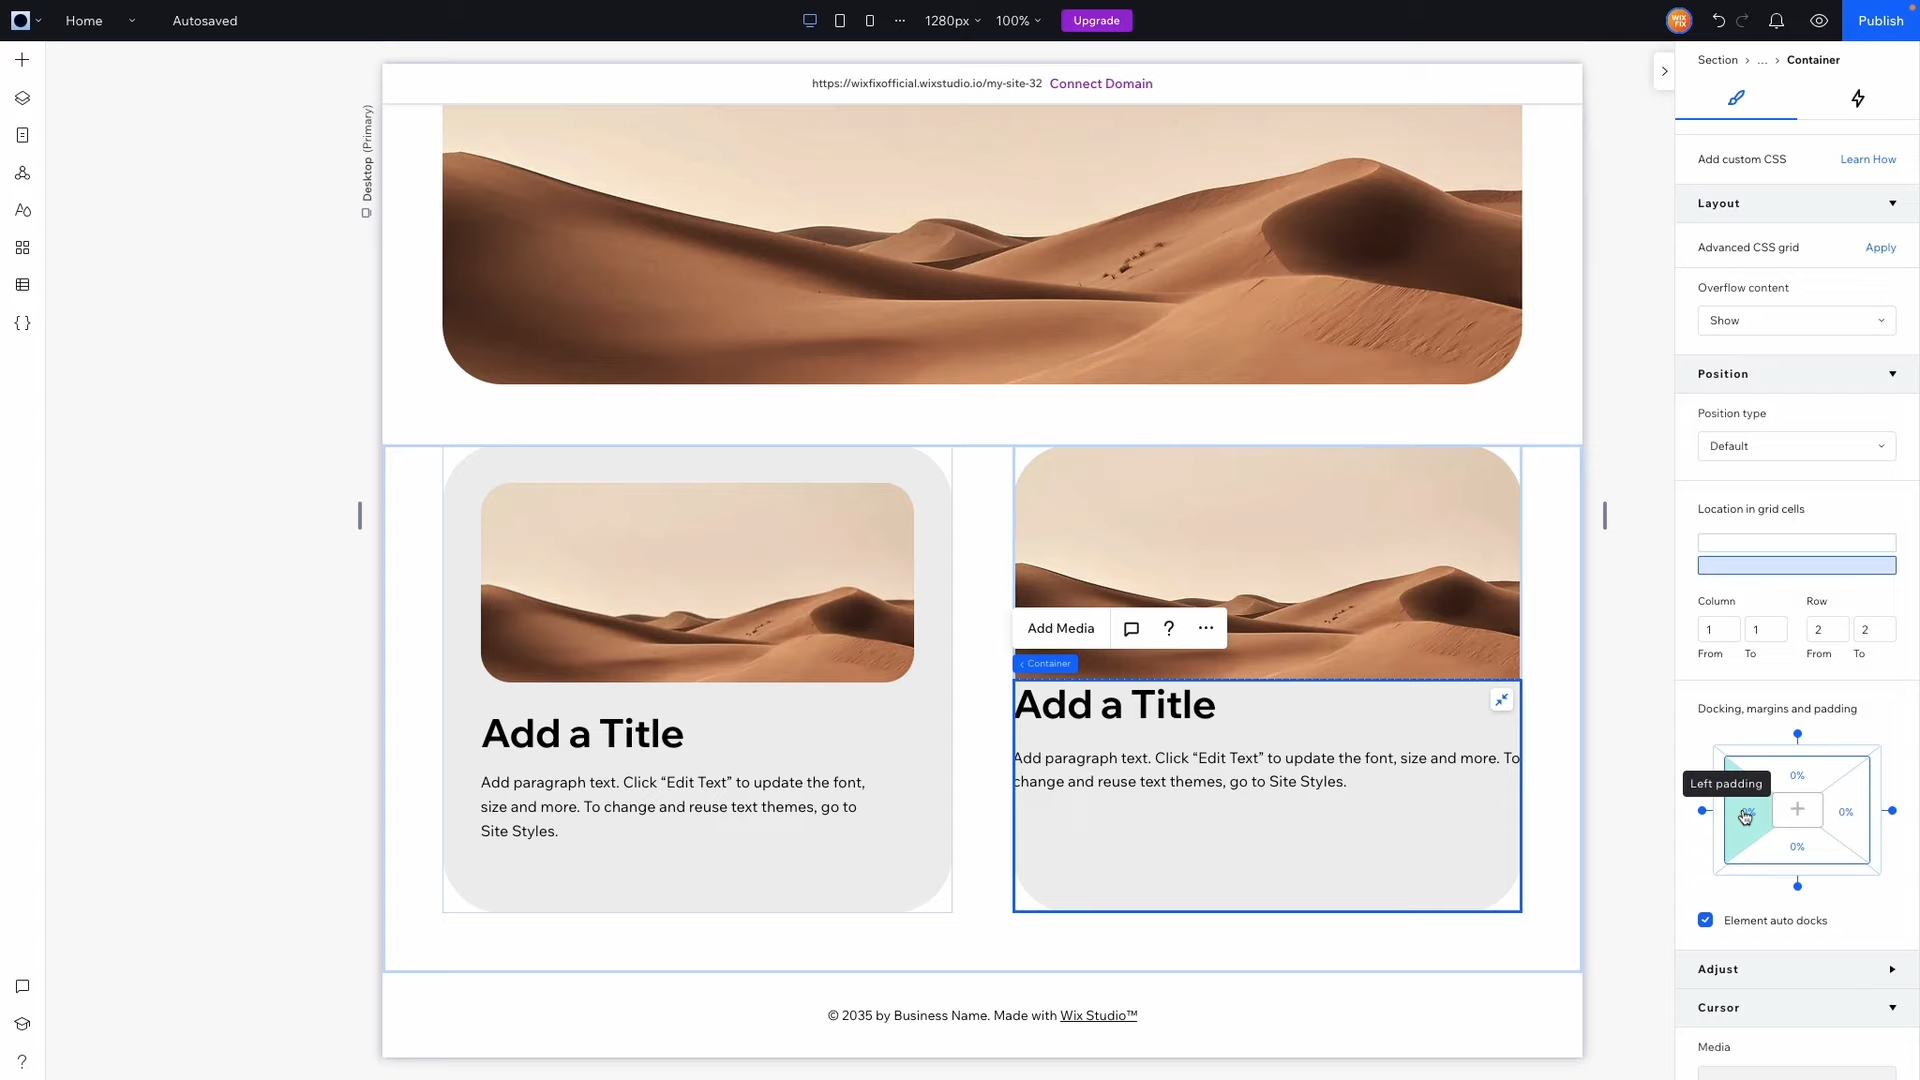 Home
Autosaved
1280px
100%
Upgrade
WIX
FIX
Publish
https://wixfixofficial.wixstudio.io/my-site-32 Connect Domain
Desktop (Primary)
Section > ... > Container
Add custom CSS
Learn How
Layout
Advanced CSS grid
Apply
Overflow content
Show
Position
Position type
Default
Location in grid cells
Column
Row
1
1
2
2
From
To
From
To
Docking, margins and padding
0%
Left padding
0%
0%
Element auto docks
Adjust
Cursor
Media
Add Media
?
‹ Container
Add a Title
Add paragraph text. Click “Edit Text” to update the font,
size and more. To change and reuse text themes, go to
Site Styles.
Add a Title
Add paragraph text. Click “Edit Text” to update the font, size and more. To
change and reuse text themes, go to Site Styles.
© 2035 by Business Name. Made with Wix Studio™
?